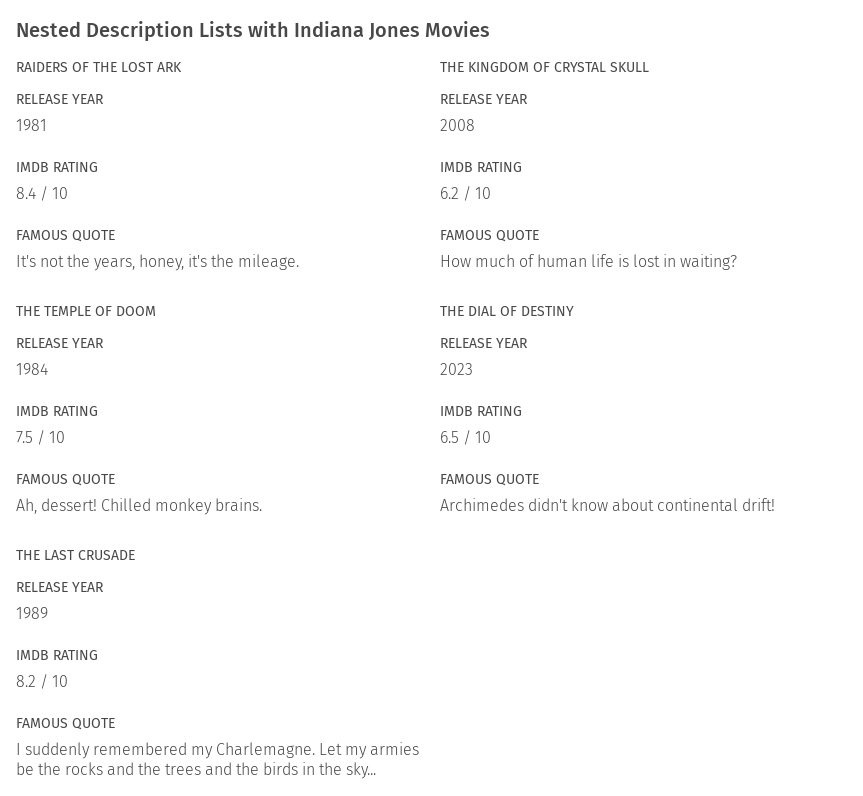 Nested Description Lists with Indiana Jones Movies
RAIDERS OF THE LOST ARK
RELEASE YEAR
1981
IMDB RATING
8.4 / 10
FAMOUS QUOTE
It's not the years, honey, it's the mileage.
THE TEMPLE OF DOOM
RELEASE YEAR
1984
IMDB RATING
7.5 / 10
FAMOUS QUOTE
Ah, dessert! Chilled monkey brains.
THE LAST CRUSADE
RELEASE YEAR
1989
IMDB RATING
8.2 / 10
FAMOUS QUOTE
I suddenly remembered my Charlemagne. Let my armies
be the rocks and the trees and the birds in the sky...
THE KINGDOM OF CRYSTAL SKULL
RELEASE YEAR
2008
IMDB RATING
6.2 / 10
FAMOUS QUOTE
How much of human life is lost in waiting?
THE DIAL OF DESTINY
RELEASE YEAR
2023
IMDB RATING
6.5 / 10
FAMOUS QUOTE
Archimedes didn't know about continental drift!